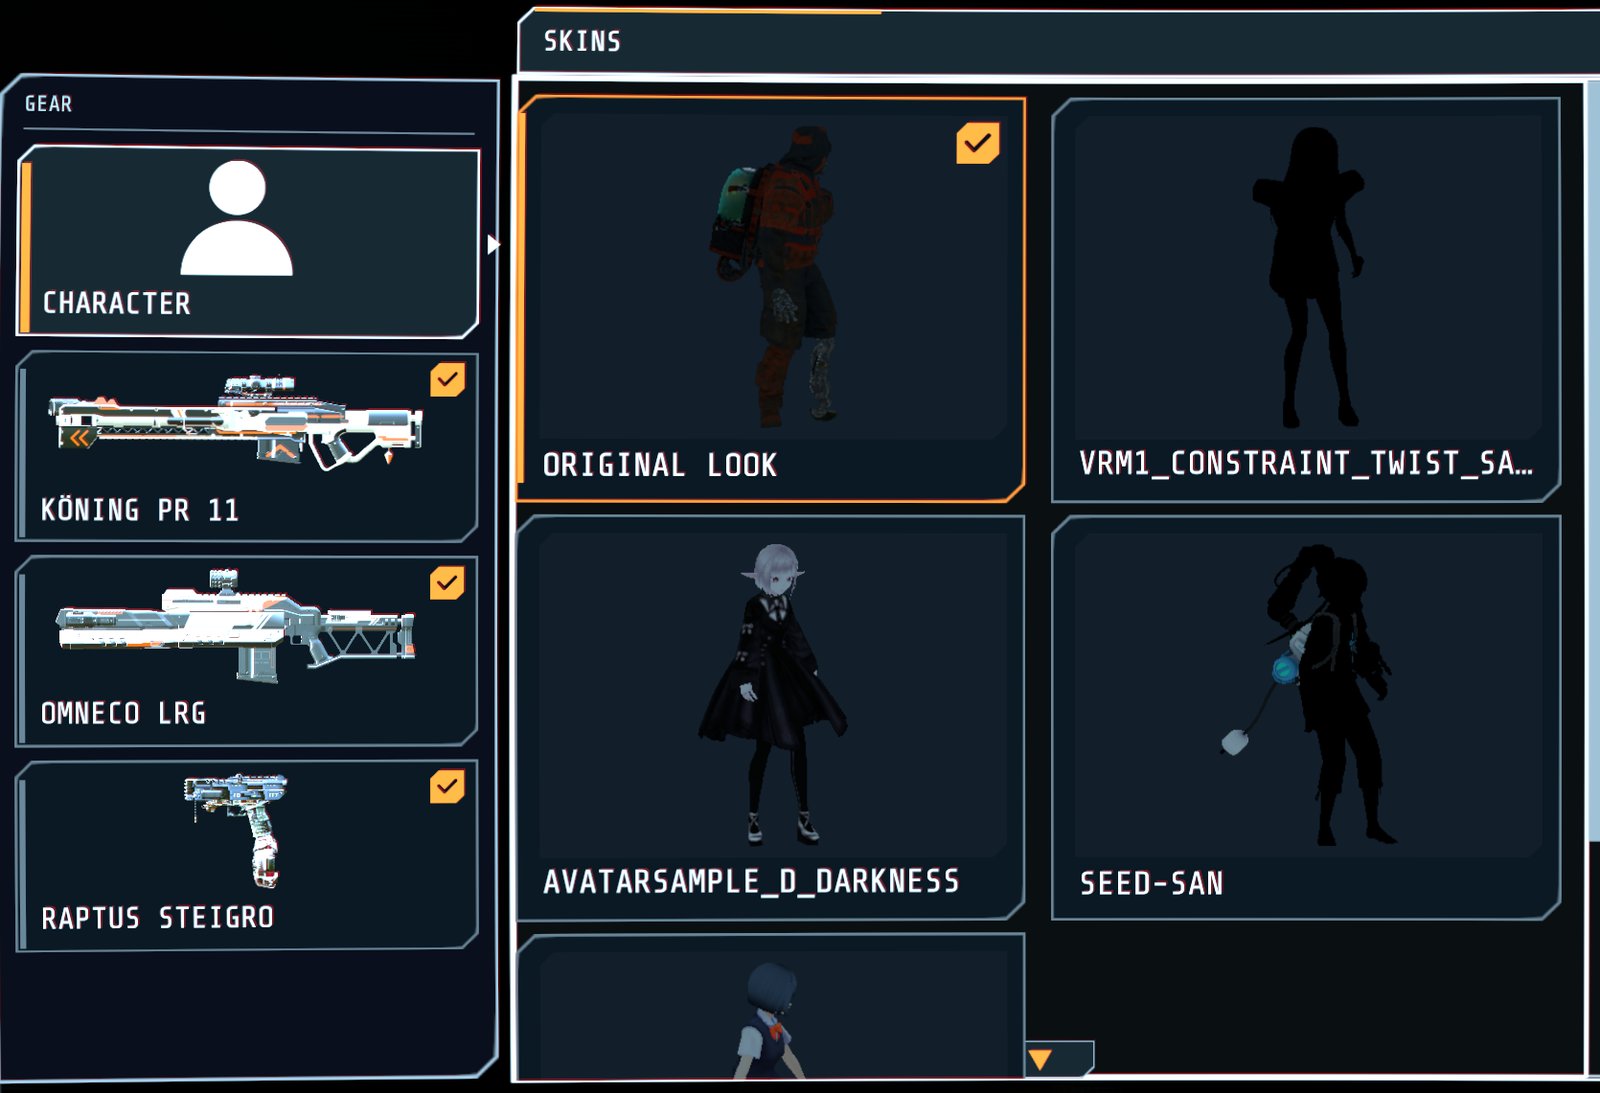 SKINS
GEAR
CHARACTER
KÖNING PR 11
OMNECO LRG
RAPTUS STEIGRO
ORIGINAL LOOK
VRM1_CONSTRAINT_TWIST_SA...
AVATARSAMPLE_D_DARKNESS
SEED-SAN